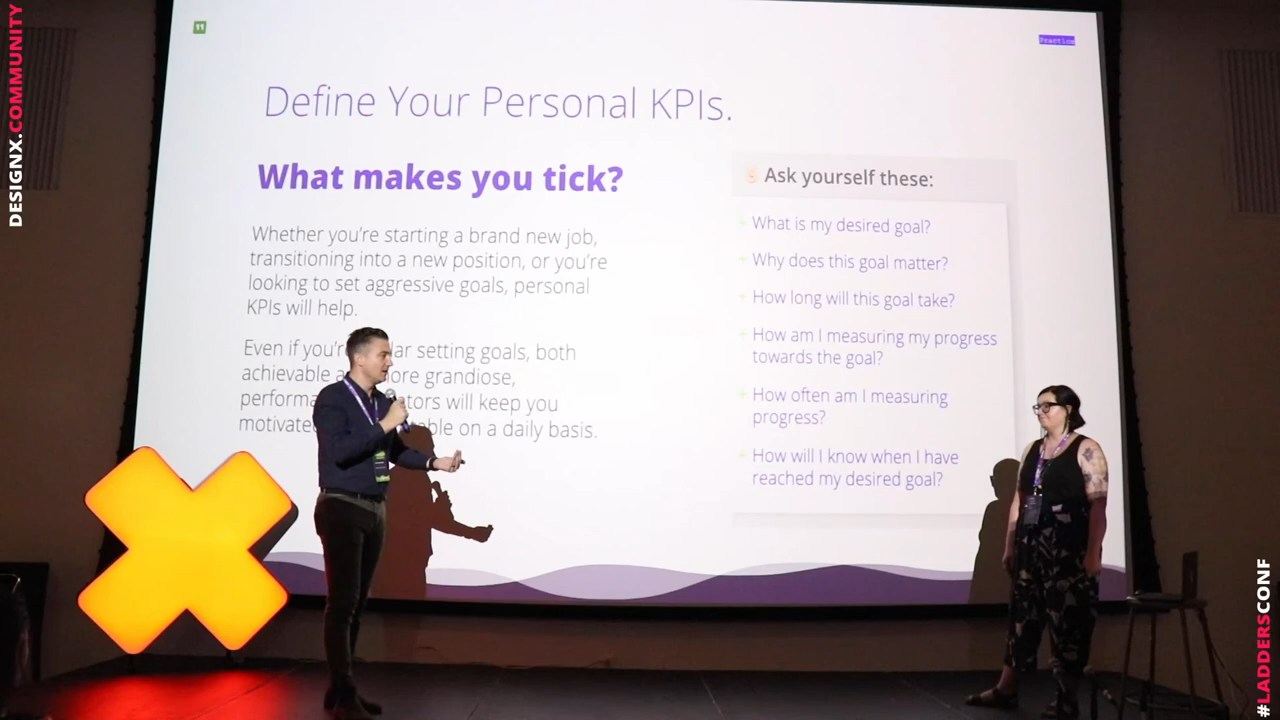 DESIGNX.COMMUNITY
11
Practice
Define Your Personal KPIs.
What makes you tick?
Whether you're starting a brand new job,
transitioning into a new position, or you're
looking to set aggressive goals, personal
KPIs will help.
Even if you're lar setting goals, both
achievable a ore grandiose,
performa ators will keep you
motivate able on a daily basis.
Ask yourself these:
+ What is my desired goal?
+ Why does this goal matter?
+ How long will this goal take?
+ How am I measuring my progress
towards the goal?
+ How often am I measuring
progress?
+ How will I know when I have
reached my desired goal?
#LADDERSCONF